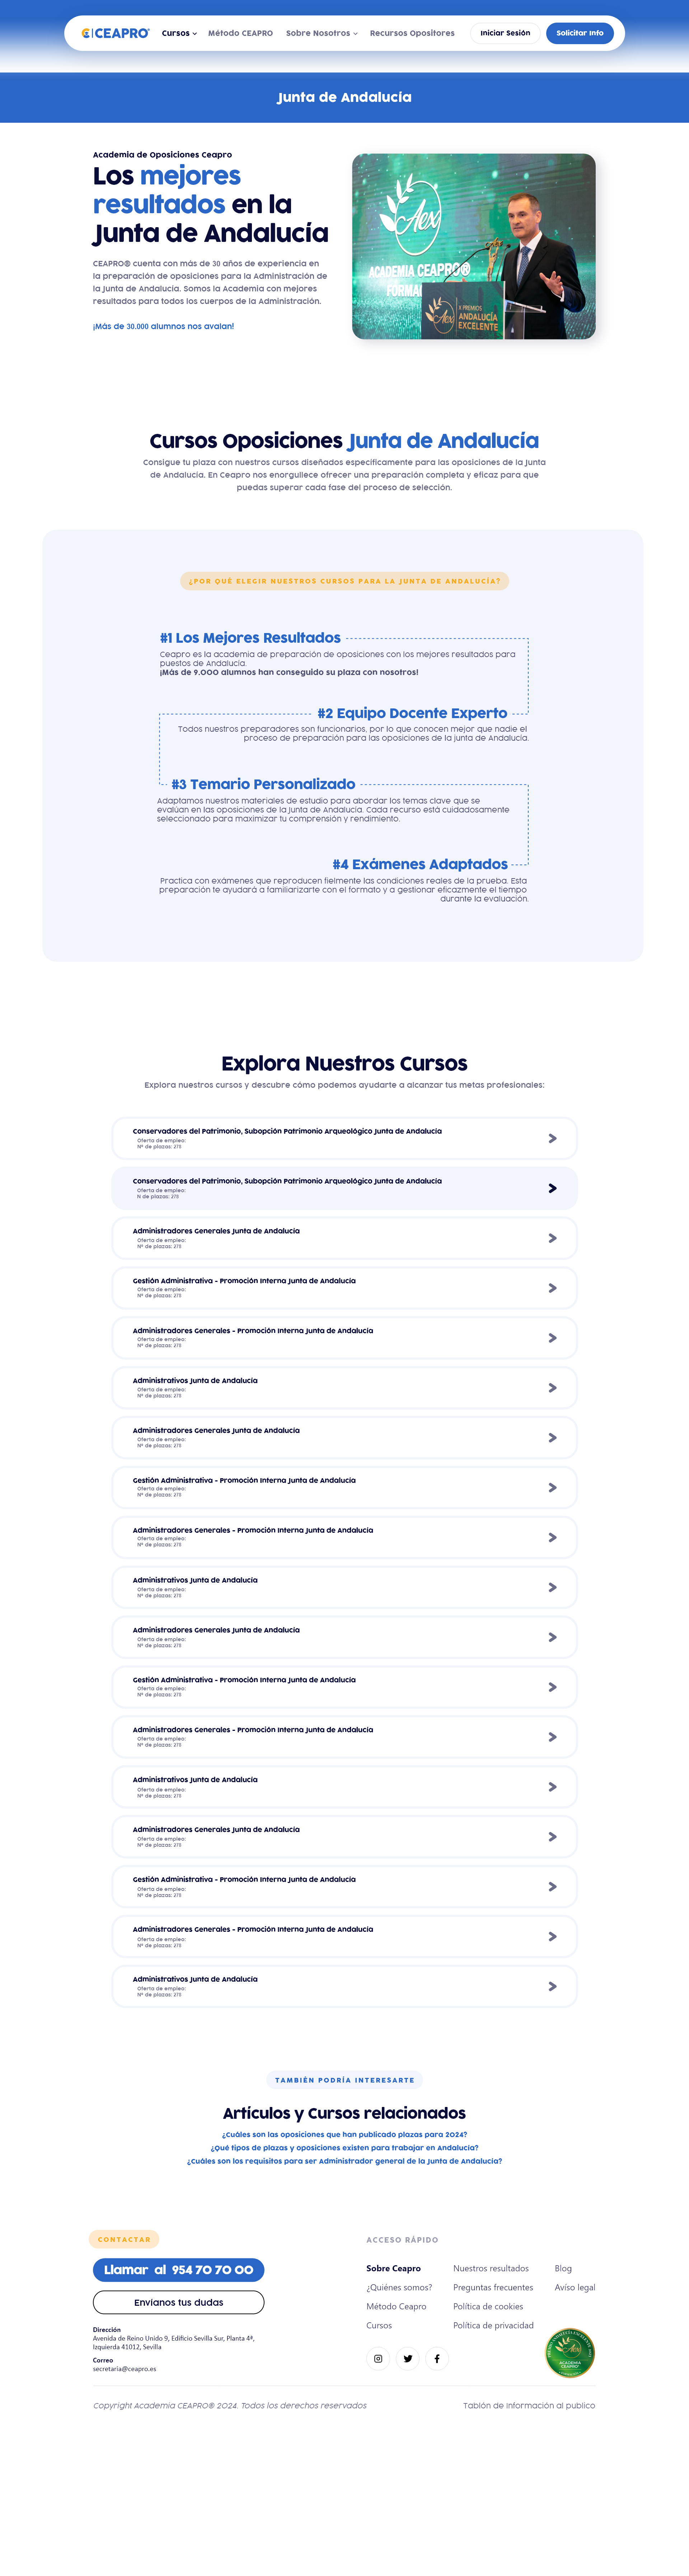 CEAPRO®
Cursos
Método CEAPRO
Sobre Nosotros
Recursos Opositores
Iniciar Sesión
Solicitar Info
Junta de Andalucía
Academia de Oposiciones Ceapro
Los mejores
resultados en la
Junta de Andalucía
CEAPRO® cuenta con más de 30 años de experiencia en
la preparación de oposiciones para la Administración de
la Junta de Andalucía. Somos la Academia con mejores
resultados para todos los cuerpos de la Administración.
¡Más de 30.000 alumnos nos avalan!
Aex
ACADEMIA CEAPRO®
Aex
X PREMIOS
ANDALUCÍA
EXCELENTE
Cursos Oposiciones Junta de Andalucía
Consigue tu plaza con nuestros cursos diseñados específicamente para las oposiciones de la Junta
de Andalucía. En Ceapro nos enorgullece ofrecer una preparación completa y eficaz para que
puedas superar cada fase del proceso de selección.
¿POR QUÉ ELEGIR NUESTROS CURSOS PARA LA JUNTA DE ANDALUCÍA?
#1 Los Mejores Resultados
Ceapro es la academia de preparación de oposiciones con los mejores resultados para
puestos de Andalucía.
¡Más de 9.000 alumnos han conseguido su plaza con nosotros!
#2 Equipo Docente Experto
Todos nuestros preparadores son funcionarios, por lo que conocen mejor que nadie el
proceso de preparación para las oposiciones de la junta de Andalucía.
#3 Temario Personalizado
Adaptamos nuestros materiales de estudio para abordar los temas clave que se
evalúan en las oposiciones de la Junta de Andalucía. Cada recurso está cuidadosamente
seleccionado para maximizar tu comprensión y rendimiento.
#4 Exámenes Adaptados
Practica con exámenes que reproducen fielmente las condiciones reales de la prueba. Esta
preparación te ayudará a familiarizarte con el formato y a gestionar eficazmente el tiempo
durante la evaluación.
Explora Nuestros Cursos
Explora nuestros cursos y descubre cómo podemos ayudarte a alcanzar tus metas profesionales:
Conservadores del Patrimonio, Subopción Patrimonio Arqueológico Junta de Andalucía
Oferta de empleo:
Nº de plazas: 270
Conservadores del Patrimonio, Subopción Patrimonio Arqueológico Junta de Andalucía
Oferta de empleo:
N de plazas: 270
Administradores Generales Junta de Andalucía
Oferta de empleo:
Nº de plazas: 270
Gestión Administrativa - Promoción Interna Junta de Andalucía
Oferta de empleo:
Nº de plazas: 270
Administradores Generales - Promoción Interna Junta de Andalucía
Oferta de empleo:
Nº de plazas: 270
Administrativos Junta de Andalucía
Oferta de empleo:
Nº de plazas: 270
Administradores Generales Junta de Andalucía
Oferta de empleo:
Nº de plazas: 270
Gestión Administrativa - Promoción Interna Junta de Andalucía
Oferta de empleo:
Nº de plazas: 270
Administradores Generales - Promoción Interna Junta de Andalucía
Oferta de empleo:
Nº de plazas: 270
Administrativos Junta de Andalucía
Oferta de empleo:
Nº de plazas: 270
Administradores Generales Junta de Andalucía
Oferta de empleo:
Nº de plazas: 270
Gestión Administrativa - Promoción Interna Junta de Andalucía
Oferta de empleo:
Nº de plazas: 270
Administradores Generales - Promoción Interna Junta de Andalucía
Oferta de empleo:
Nº de plazas: 270
Administrativos Junta de Andalucía
Oferta de empleo:
Nº de plazas: 270
Administradores Generales Junta de Andalucía
Oferta de empleo:
Nº de plazas: 270
Gestión Administrativa - Promoción Interna Junta de Andalucía
Oferta de empleo:
Nº de plazas: 270
Administradores Generales - Promoción Interna Junta de Andalucía
Oferta de empleo:
Nº de plazas: 270
Administrativos Junta de Andalucía
Oferta de empleo:
Nº de plazas: 270
TAMBIÉN PODRÍA INTERESARTE
Artículos y Cursos relacionados
¿Cuáles son las oposiciones que han publicado plazas para 2024?
¿Qué tipos de plazas y oposiciones existen para trabajar en Andalucía?
¿Cuáles son los requisitos para ser Administrador general de la Junta de Andalucía?
CONTACTAR
Llamar al 954 70 70 00
Envíanos tus dudas
Dirección
Avenida de Reino Unido 9, Edificio Sevilla Sur, Planta 4ª,
Izquierda 41012, Sevilla
Correo
secretaria@ceapro.es
ACCESO RÁPIDO
Sobre Ceapro
¿Quiénes somos?
Método Ceapro
Cursos
Nuestros resultados
Preguntas frecuentes
Política de cookies
Política de privacidad
Blog
Aviso legal
ACADEMIA
CEAPRO
Copyright Academia CEAPRO® 2024. Todos los derechos reservados
Tablón de información al publico